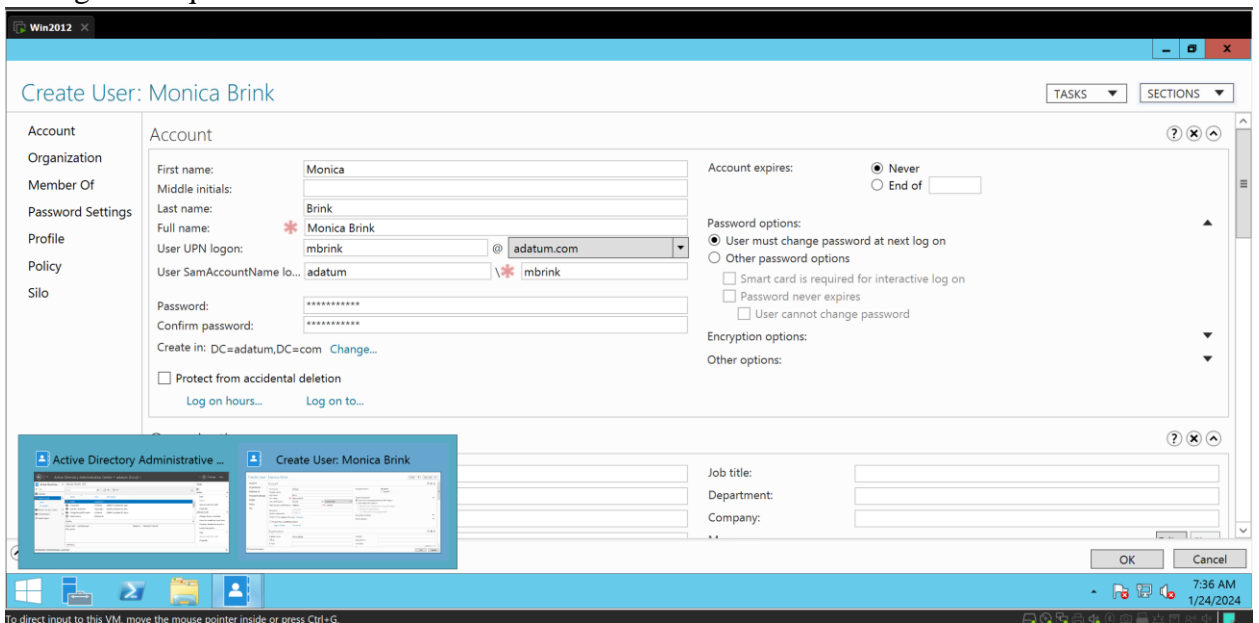 Win2012
Create User: Monica Brink
TASKS
SECTIONS
Account
Organization
Member Of
Password Settings
Profile
Policy
Silo
Account
First name: Monica
Middle initials:
Last name: Brink
Full name: * Monica Brink
User UPN logon: mbrink @ adatum.com
User SamAccountName lo... adatum \* mbrink
Password: ***********
Confirm password: ***********
Create in: DC=adatum,DC=com Change...
Protect from accidental deletion
Log on hours... Log on to...
Account expires: Never
End of
Password options:
User must change password at next log on
Other password options
Smart card is required for interactive log on
Password never expires
User cannot change password
Encryption options:
Other options:
Job title:
Department:
Company:
Active Directory Administrative ...
Create User: Monica Brink
OK Cancel
7:36 AM
1/24/2024
To direct input to this VM, move the mouse pointer inside or press Ctrl+G.